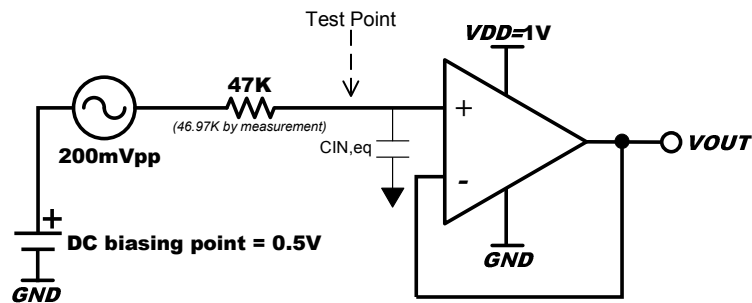 Test Point
VDD=1V
47K
(46.97K by measurement)
+
CIN,eq
200mVpp
-
VOUT
+
DC biasing point = 0.5V
GND
GND